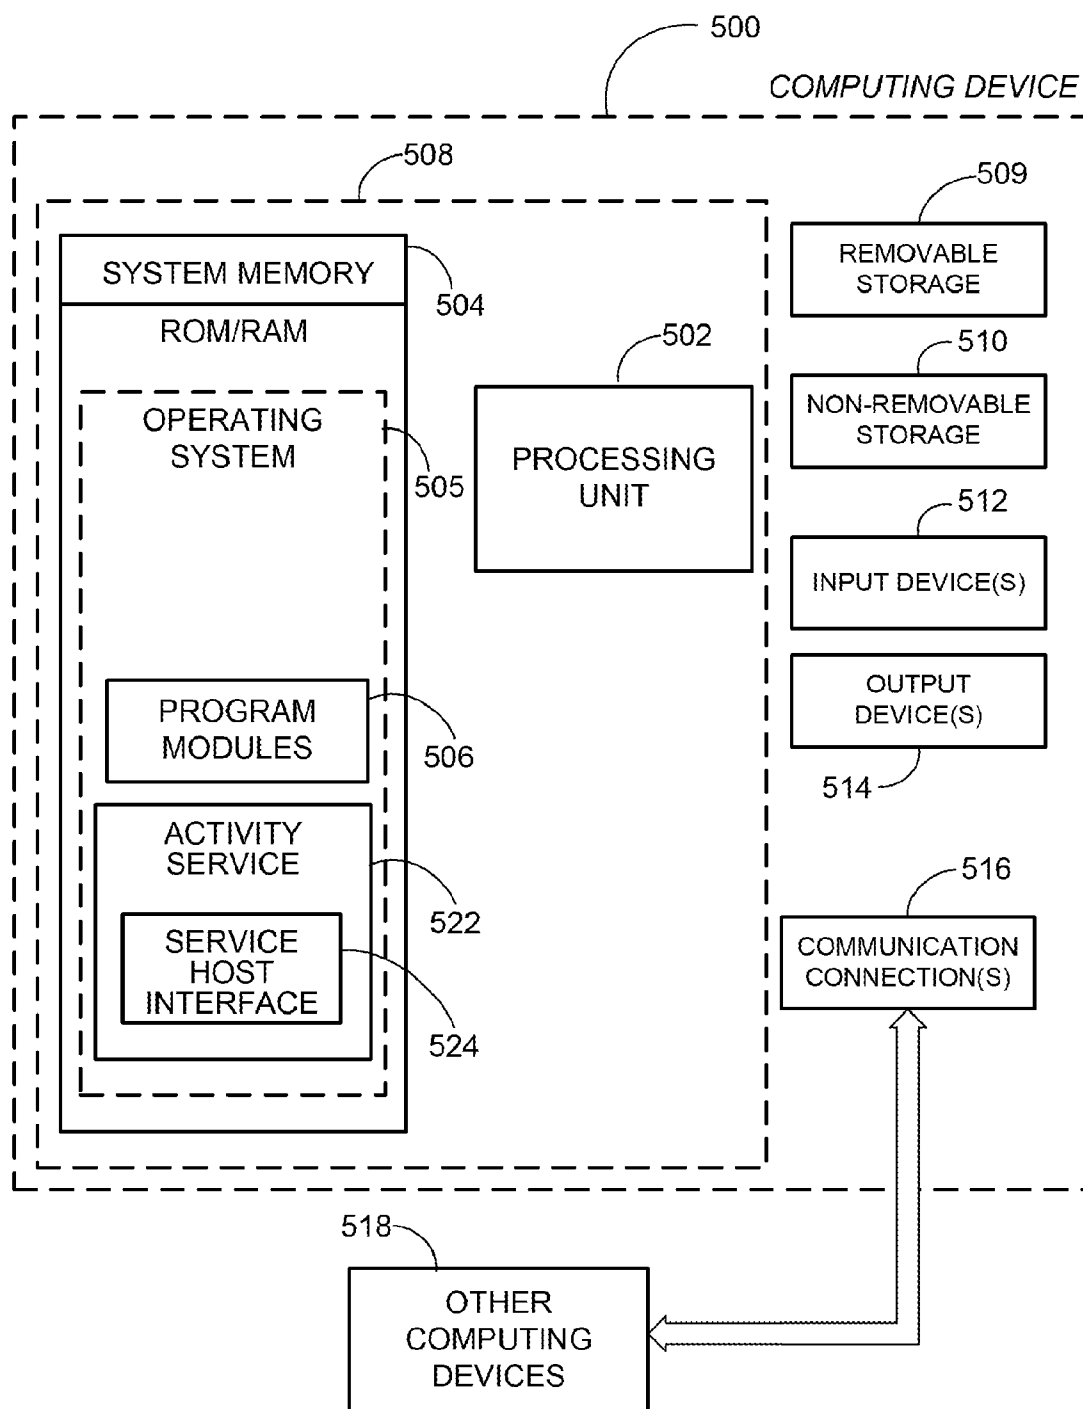 500
COMPUTING DEVICE
508
509
SYSTEM MEMORY
504
ROM/RAM
REMOVABLE
STORAGE
502
510
OPERATING
SYSTEM
505
PROCESSING
UNIT
NON-REMOVABLE
STORAGE
512
INPUT DEVICE(S)
PROGRAM
MODULES
506
OUTPUT
DEVICE(S)
514
ACTIVITY
SERVICE
522
SERVICE
HOST
INTERFACE
524
516
COMMUNICATION
CONNECTION(S)
518
OTHER
COMPUTING
DEVICES